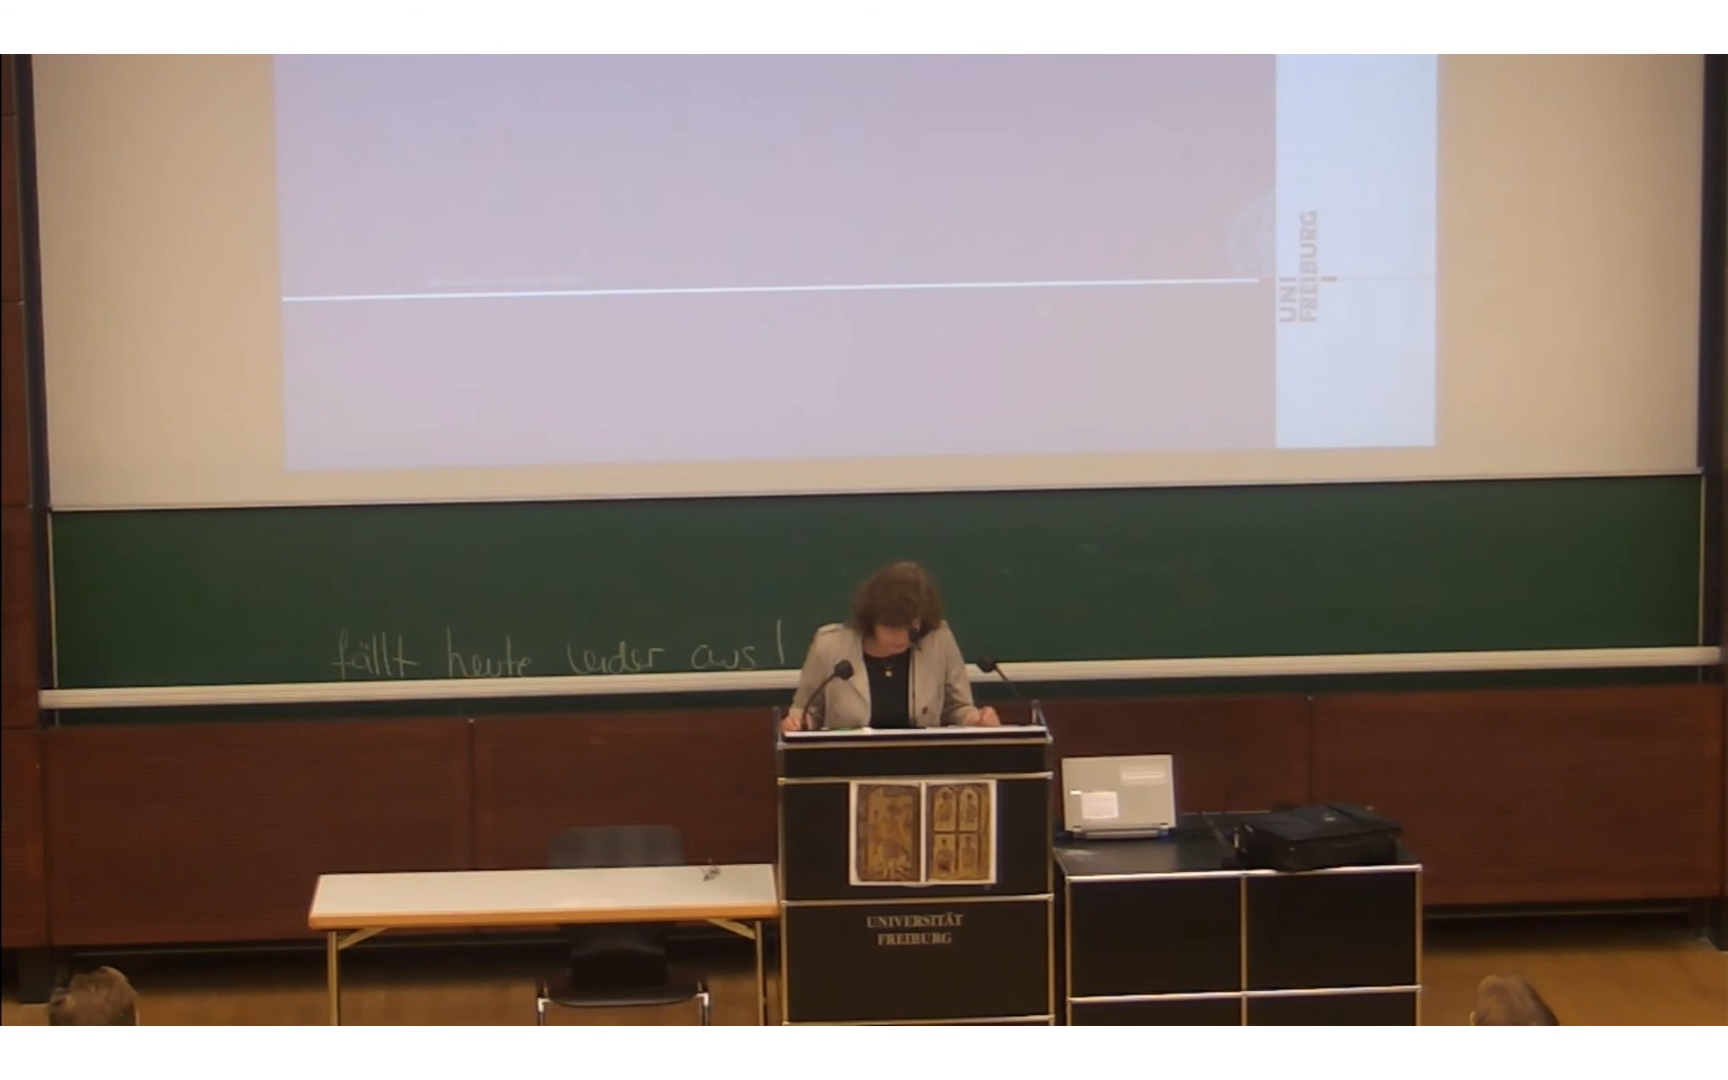 UNI
FREIBURG
fällt heute leider aus!
UNIVERSITÄT
FREIBURG